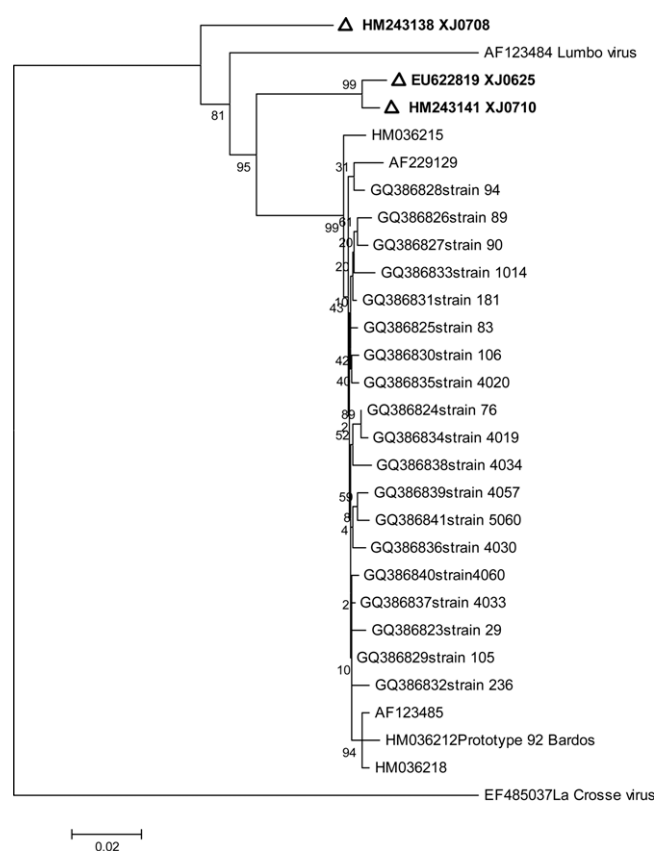 HM243138 XJ0708
AF123484 Lumbo virus
81
99
EU622819 XJ0625
HM243141 XJ0710
95
HM036215
31
AF229129
GQ386828strain 94
99
61
GQ386826strain 89
20
GQ386827strain 90
20
GQ386833strain 1014
10
43
GQ386831strain 181
GQ386825strain 83
42
GQ386830strain 106
40
GQ386835strain 4020
89
GQ386824strain 76
2
52
GQ386834strain 4019
GQ386838strain 4034
59
GQ386839strain 4057
8
GQ386841strain 5060
4
GQ386836strain 4030
GQ386840strain4060
2
GQ386837strain 4033
GQ386823strain 29
GQ386829strain 105
10
GQ386832strain 236
AF123485
HM036212Prototype 92 Bardos
94
HM036218
EF485037La Crosse virus
0.02